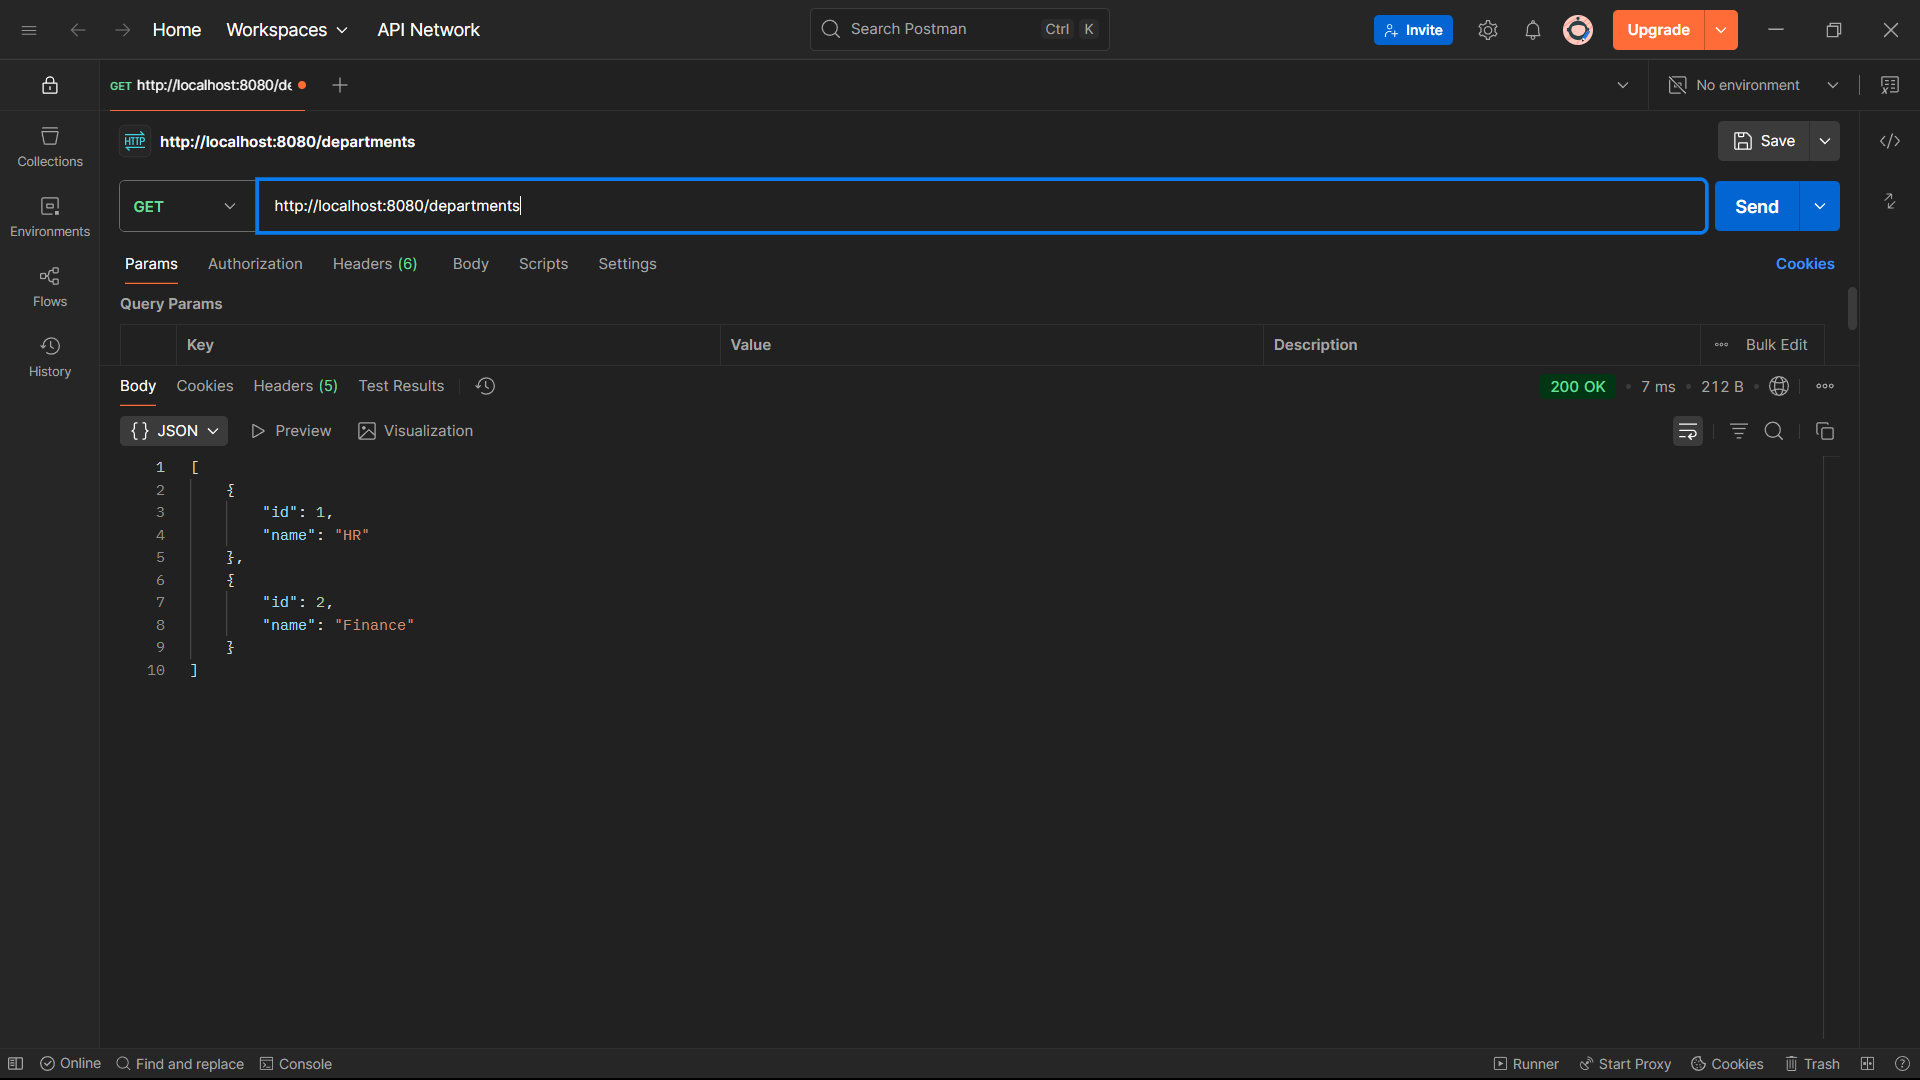 Home Workspaces API Network Search Postman Ctrl K Invite Upgrade
GET http://localhost:8080/de No environment
HTTP http://localhost:8080/departments Save
Collections
GET http://localhost:8080/departments Send
Environments
Params Authorization Headers (6) Body Scripts Settings Cookies
Flows
Query Params
Key Value Description Bulk Edit
History
Body Cookies Headers (5) Test Results 200 OK 7 ms 212 B
{} JSON Preview Visualization
1 [
2 {
3 "id": 1,
4 "name": "HR"
5 },
6 {
7 "id": 2,
8 "name": "Finance"
9 }
10 ]
Online Find and replace Console Runner Start Proxy Cookies Trash